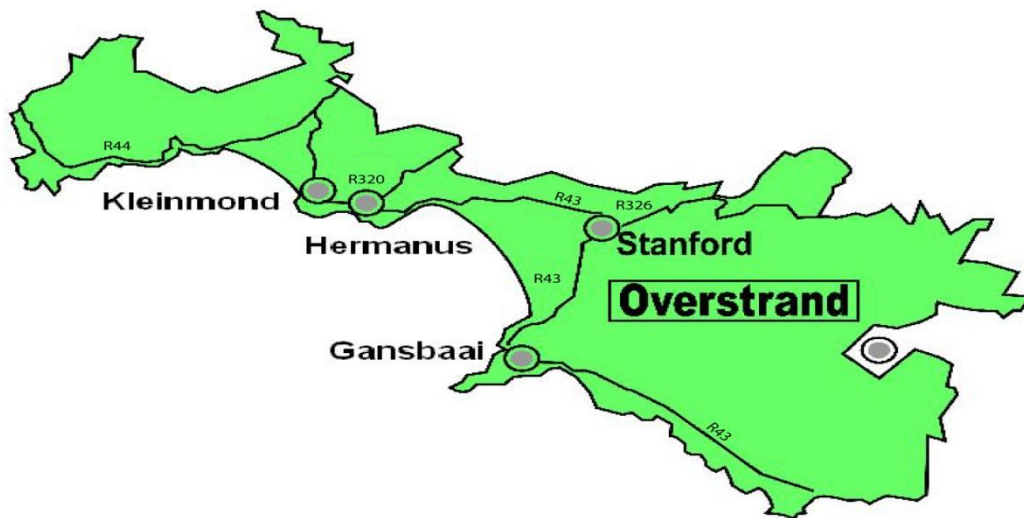 R44
R320
Kleinmond
R43
R326
Hermanus
Stanford
R43
Overstrand
Gansbaai
R43